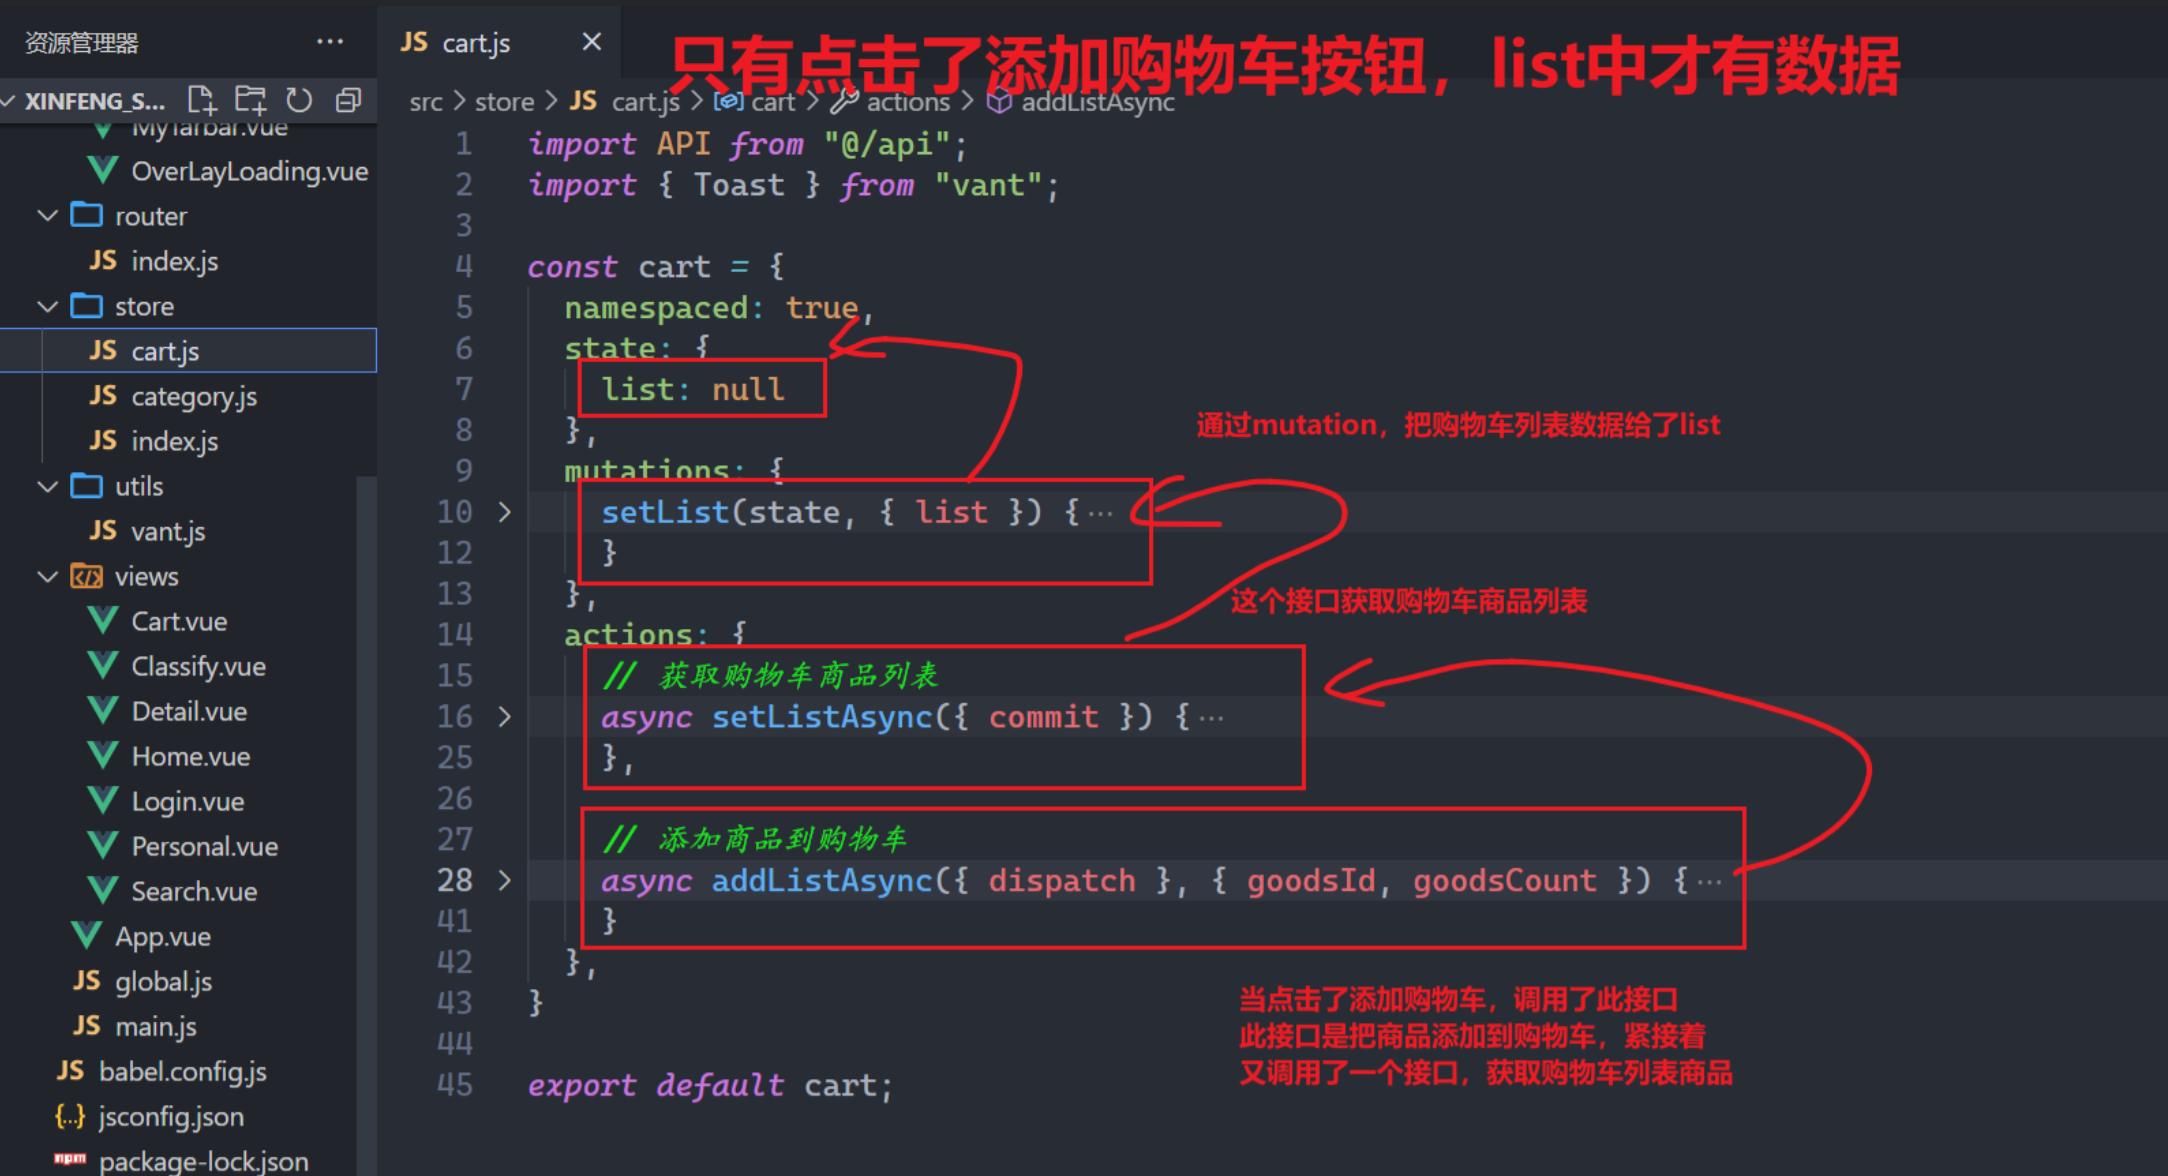 资源管理器 ···
JS cart.js ×
只有点击了添加购物车按钮，list中才有数据
XINFENG_S...
src > store > JS cart.js > cart > actions > addListAsync
MyTarbar.vue
OverLayLoading.vue
router
JS index.js
store
JS cart.js
JS category.js
JS index.js
utils
JS vant.js
views
Cart.vue
Classify.vue
Detail.vue
Home.vue
Login.vue
Personal.vue
Search.vue
App.vue
JS global.js
JS main.js
JS babel.config.js
{..} jsconfig.json
npm package-lock.json
1 import API from "@/api";
2 import { Toast } from "vant";
3
4 const cart = {
5 namespaced: true,
6 state: {
7 list: null
8 },
9 mutations: {
10 setList(state, { list }) {···
12 }
13 },
14 actions: {
15 // 获取购物车商品列表
16 async setListAsync({ commit }) {···
25 },
26
27 // 添加商品到购物车
28 async addListAsync({ dispatch }, { goodsId, goodsCount }) {···
41 }
42 },
43 }
44
45 export default cart;
通过mutation，把购物车列表数据给了list
这个接口获取购物车商品列表
当点击了添加购物车，调用了此接口
此接口是把商品添加到购物车，紧接着
又调用了一个接口，获取购物车列表商品